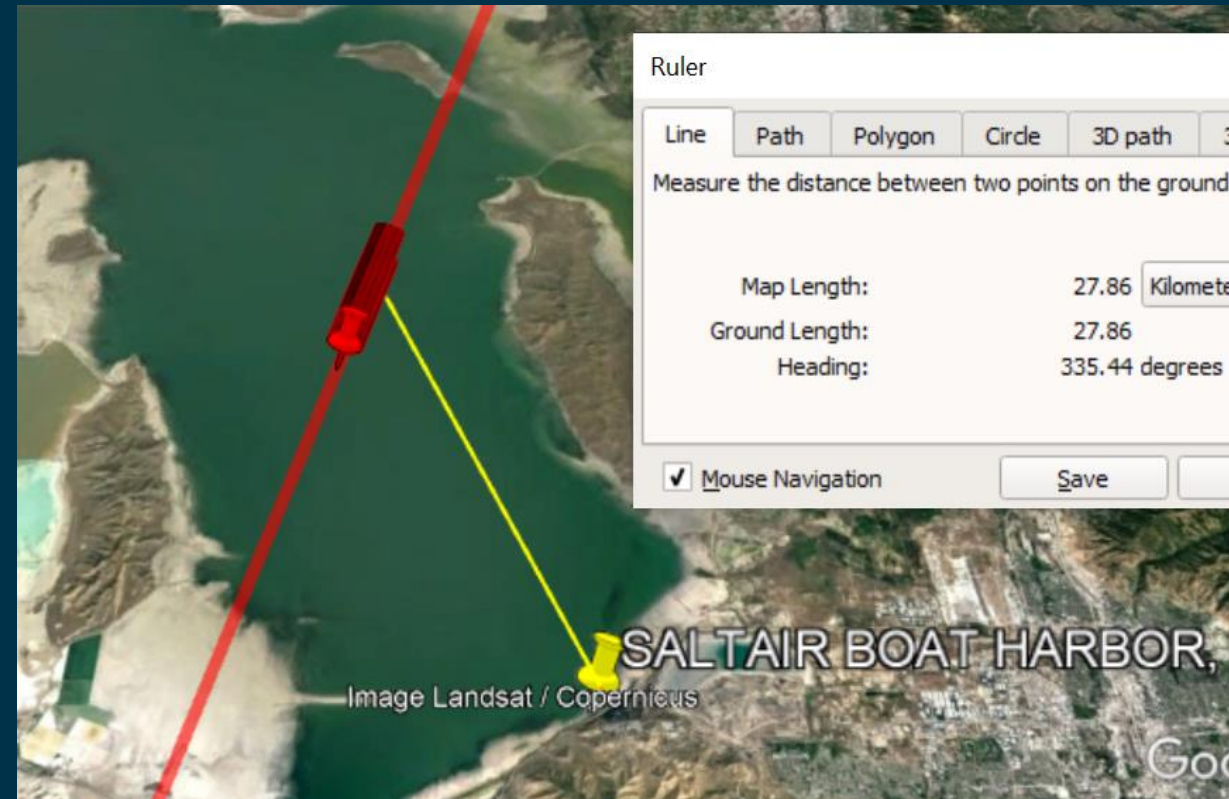 Ruler
Line Path Polygon Circle 3D path
Measure the distance between two points on the ground
Map Length: 27.86
Ground Length: 27.86
Heading: 335.44 degrees
Mouse Navigation Save
SALTAIR BOAT HARBOR,
Image Landsat / Copernicus